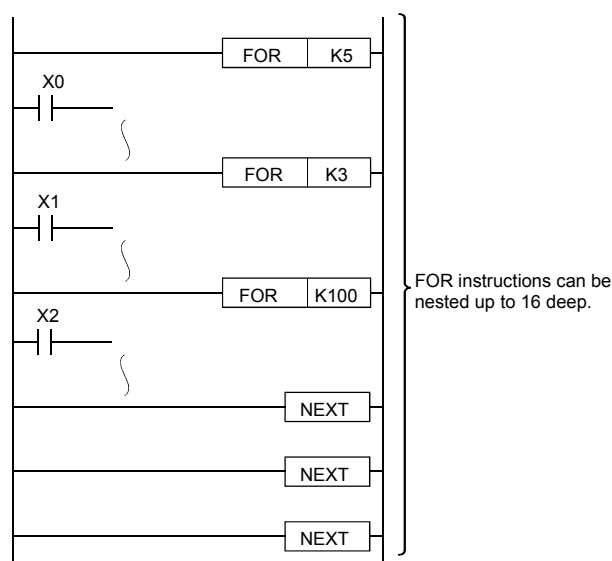 FOR K5
X0
FOR K3
X1
FOR instructions can be
nested up to 16 deep.
FOR K100
X2
NEXT
NEXT
NEXT